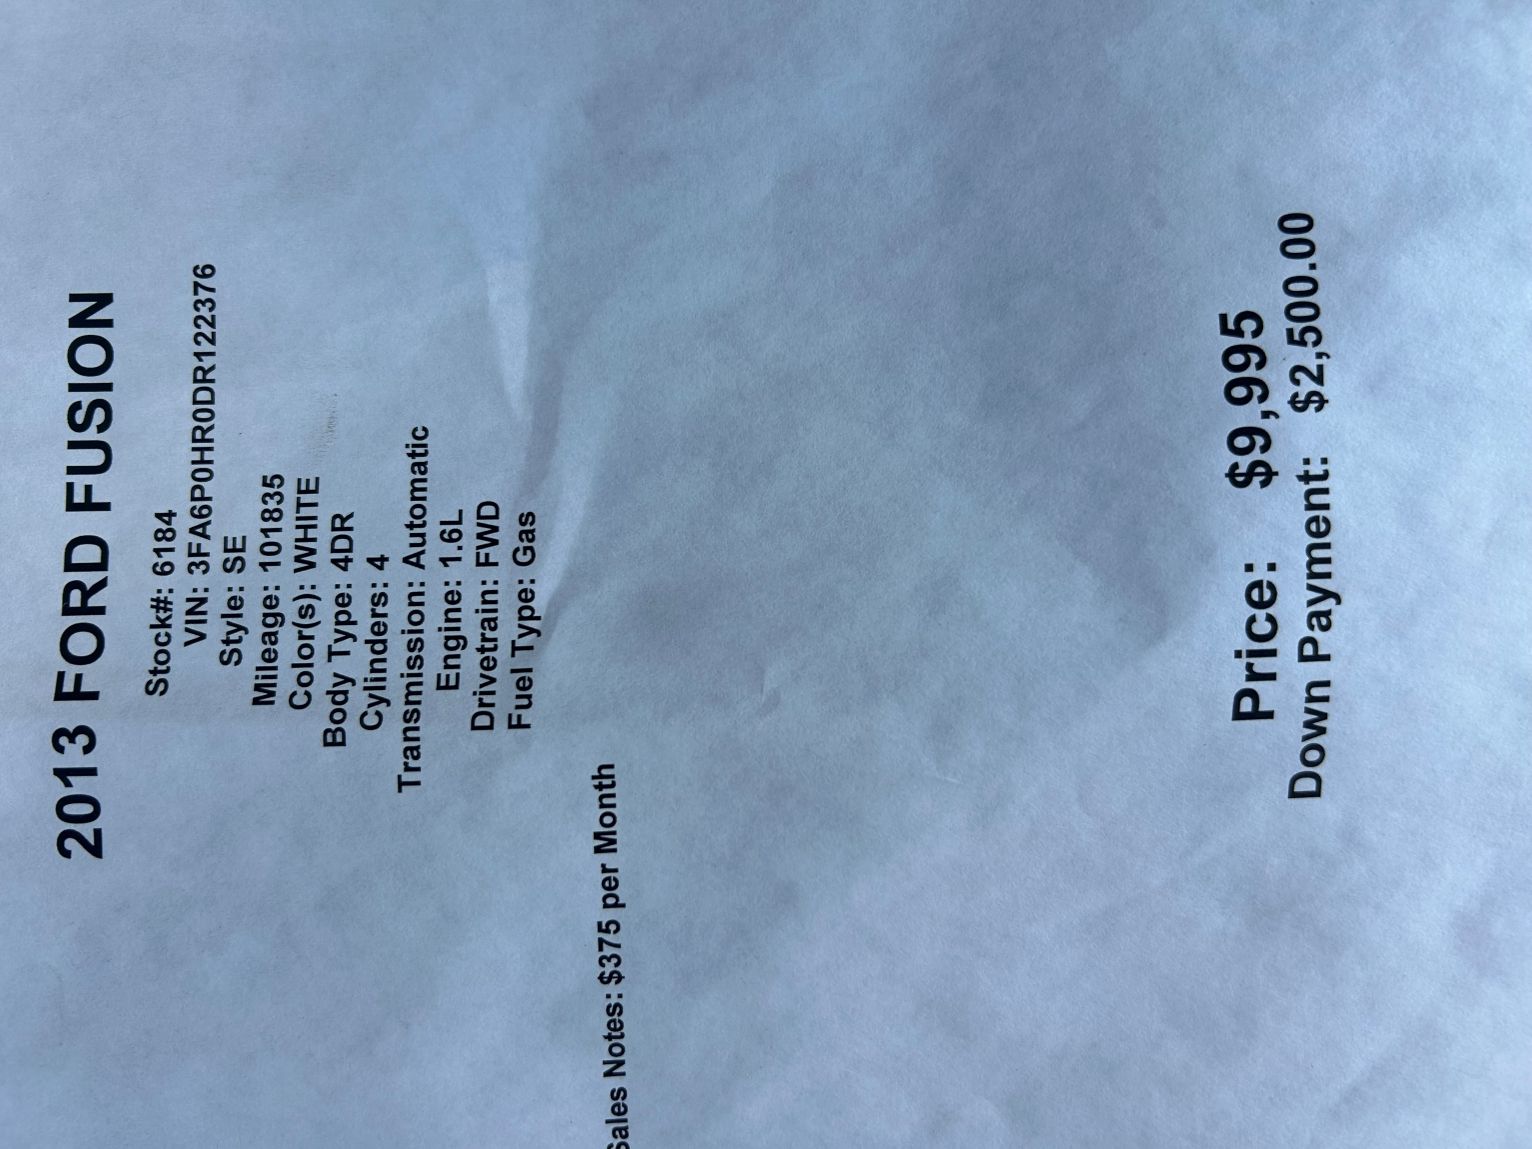 2013 FORD FUSION
Stock#: 6184
VIN: 3FA6P0HR0DR122376
Style: SE
Mileage: 101835
Color(s): WHITE
Body Type: 4DR
Cylinders: 4
Transmission: Automatic
Engine: 1.6L
Drivetrain: FWD
Fuel Type: Gas
Sales Notes: $375 per Month
Price: $9,995
Down Payment: $2,500.00